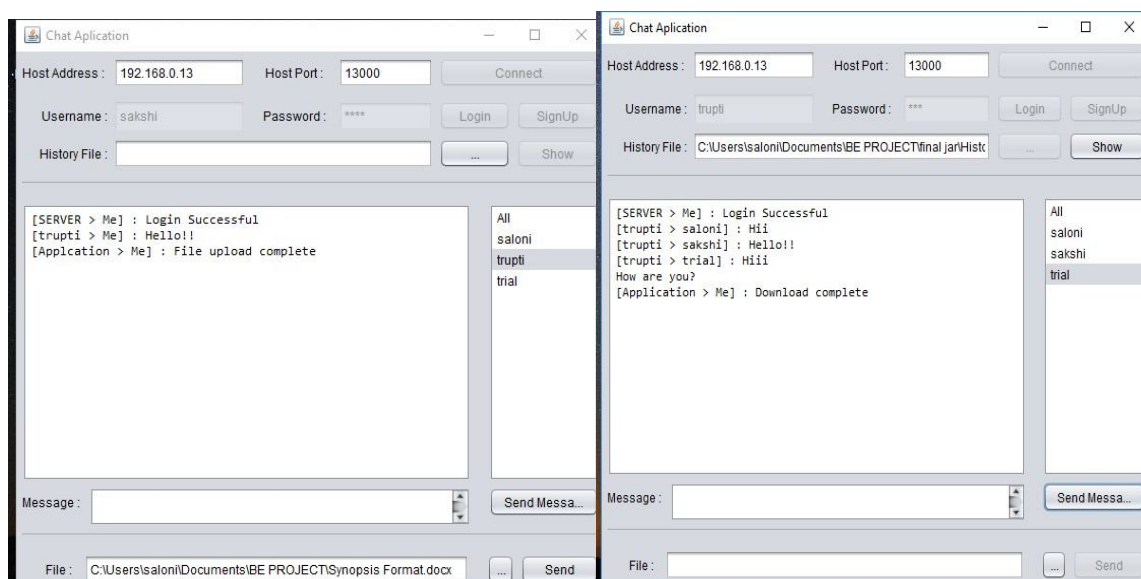 Chat Aplication
Host Address : 192.168.0.13 Host Port : 13000 Connect
Username : sakshi Password : **** Login SignUp
History File : ... Show
[SERVER > Me] : Login Successful
[trupti > Me] : Hello!!
[Applcation > Me] : File upload complete
All
saloni
trupti
trial
Message : Send Messa...
File : C:\Users\saloni\Documents\BE PROJECT\Synopsis Format.docx ... Send
Chat Aplication
Host Address : 192.168.0.13 Host Port : 13000 Connect
Username : trupti Password : *** Login SignUp
History File : C:\Users\saloni\Documents\BE PROJECT\final jar\Histo ... Show
[SERVER > Me] : Login Successful
[trupti > saloni] : Hii
[trupti > sakshi] : Hello!!
[trupti > trial] : Hiii
How are you?
[Application > Me] : Download complete
All
saloni
sakshi
trial
Message : Send Messa...
File : ... Send